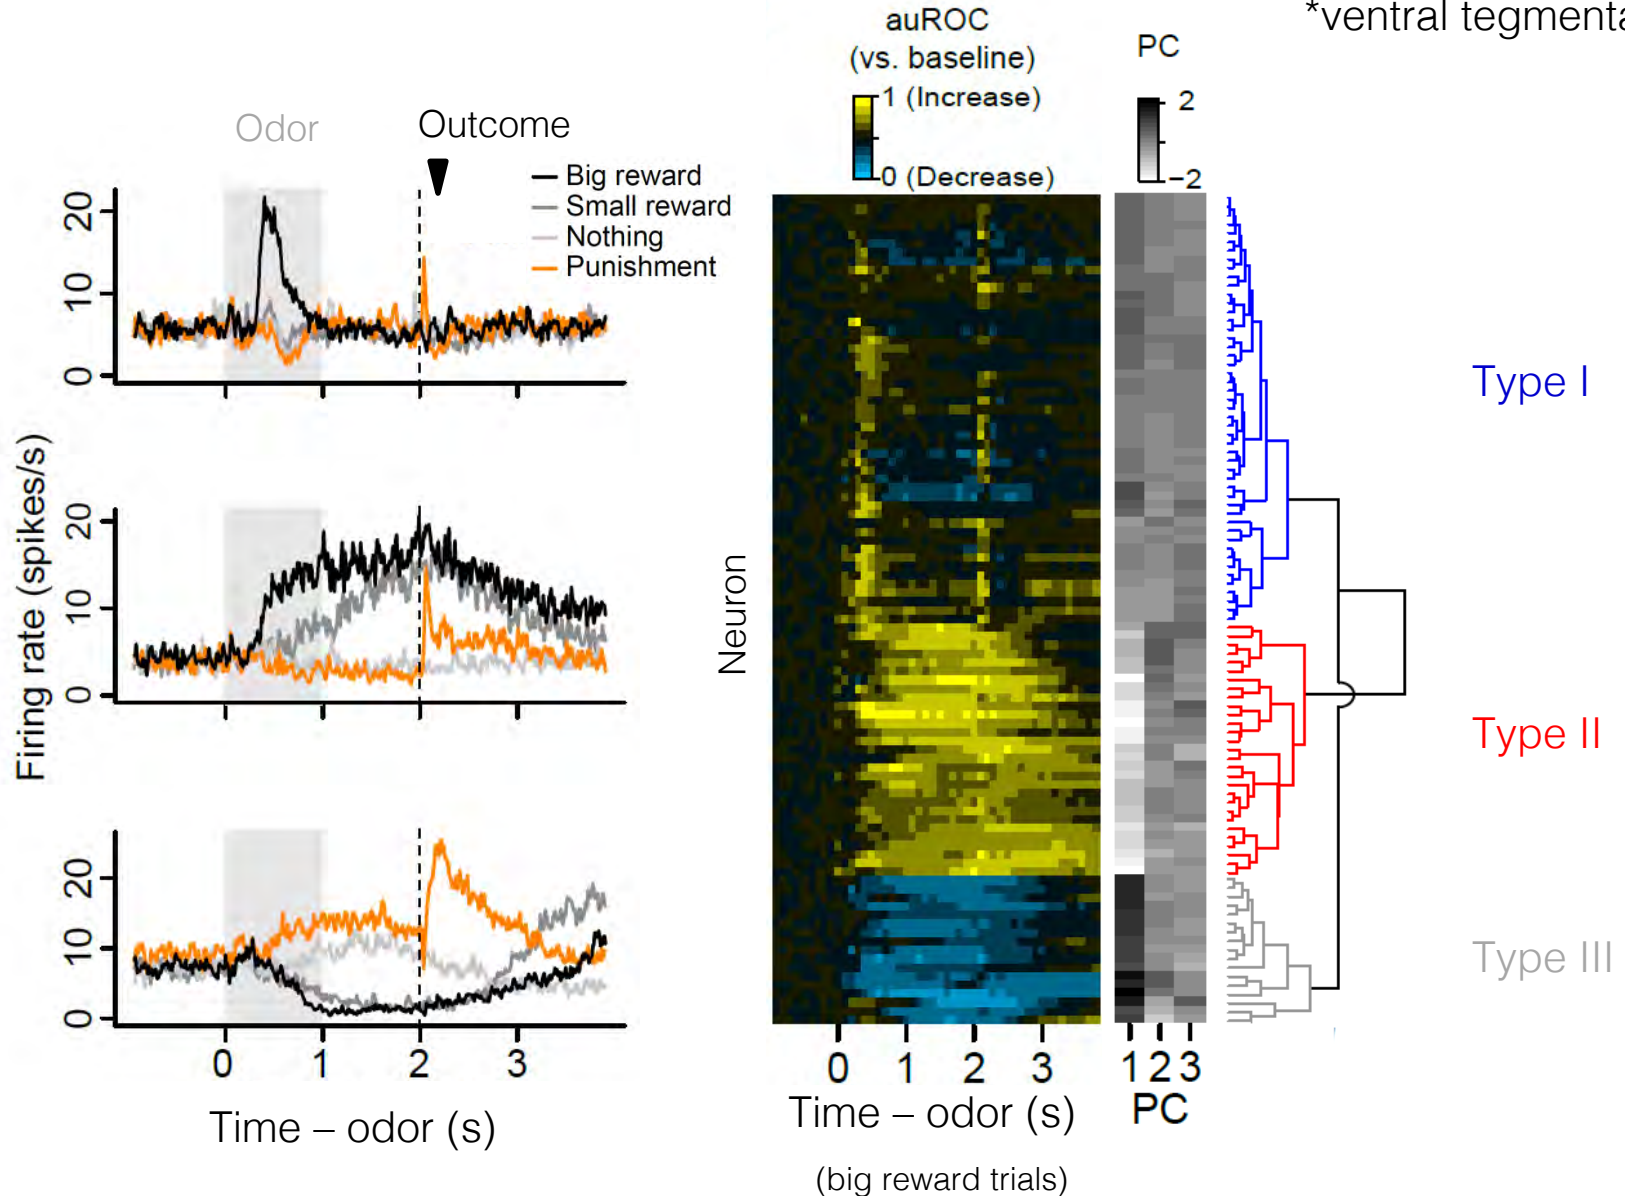 *ventral tegmenta
auROC
(vs. baseline)
1 (Increase)
0 (Decrease)
PC
2
−2
Odor
Outcome
Big reward
Small reward
Nothing
Punishment
Firing rate (spikes/s)
20
10
0
20
10
0
20
10
0
0 1 2 3
Time – odor (s)
Neuron
0 1 2 3
Time – odor (s)
(big reward trials)
1 2 3
PC
Type I
Type II
Type III